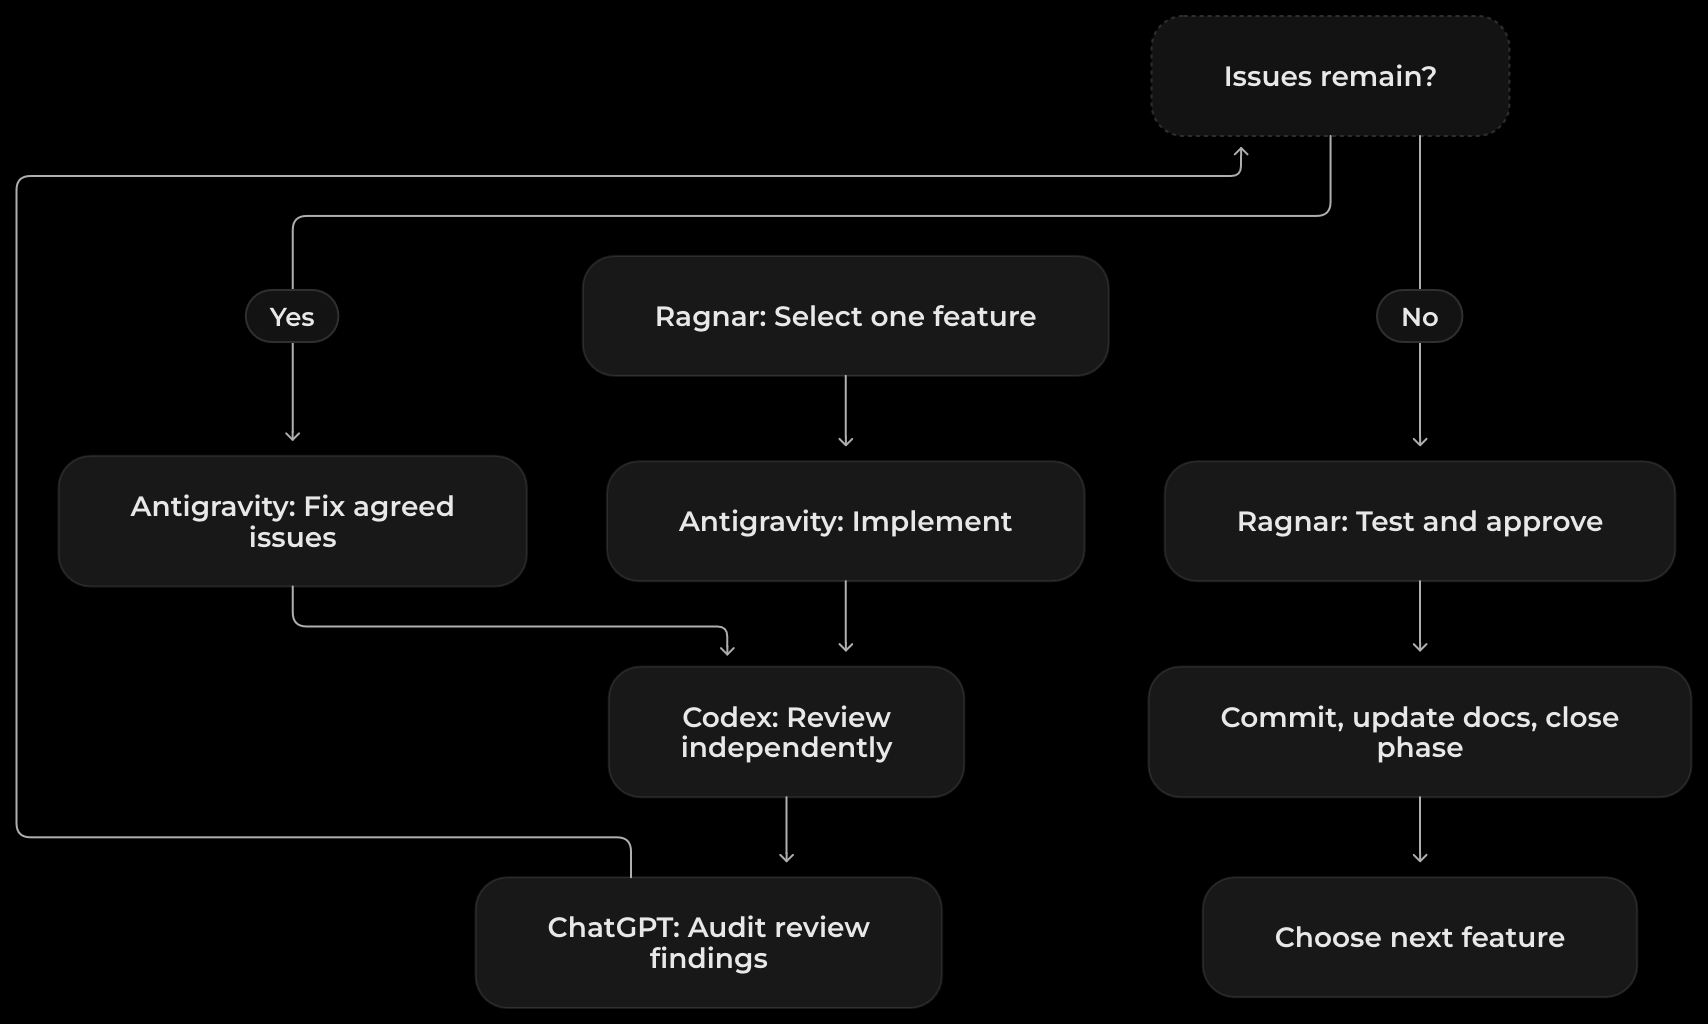 Issues remain?
Yes
Ragnar: Select one feature
No
Antigravity: Fix agreed
issues
Antigravity: Implement
Ragnar: Test and approve
Codex: Review
independently
Commit, update docs, close
phase
ChatGPT: Audit review
findings
Choose next feature